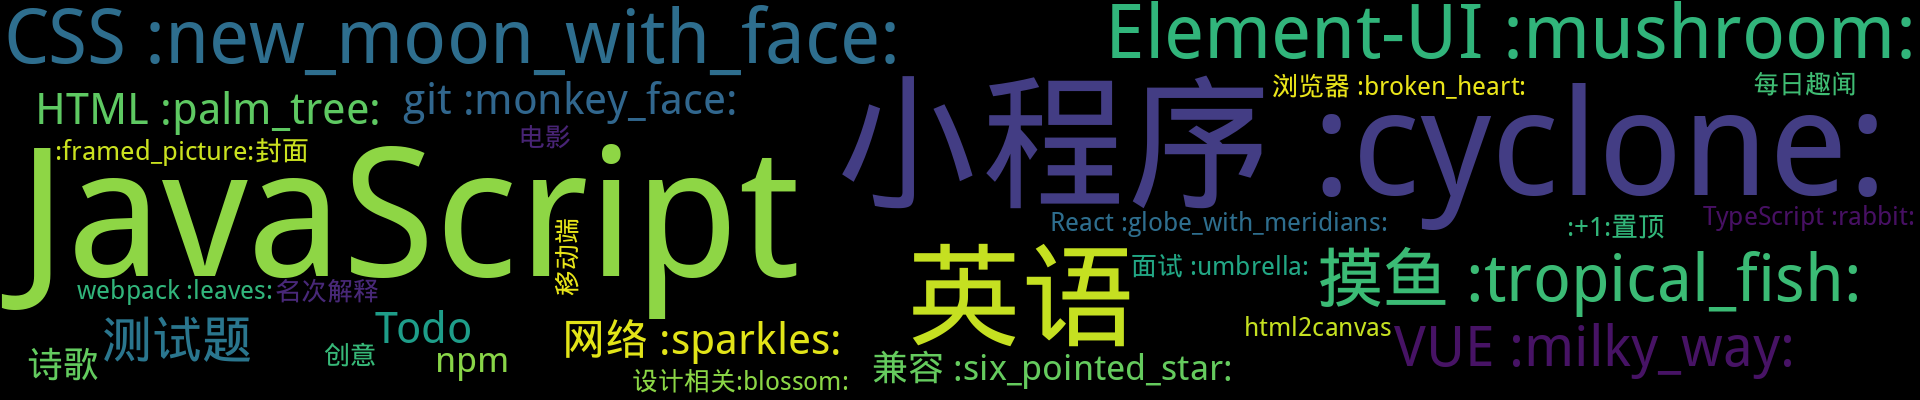 CSS :new_moon_with_face:
Element-UI :mushroom:
HTML :palm_tree:
git :monkey_face:
小程序 :cyclone:
浏览器 :broken_heart:
每日趣闻
:framed_picture:封面
电影
JavaScript
移动端
React :globe_with_meridians:
:+1:置顶
TypeScript :rabbit:
英语
面试 :umbrella:
摸鱼 :tropical_fish:
webpack :leaves:
名次解释
测试题
Todo
网络 :sparkles:
html2canvas
VUE :milky_way:
诗歌
创意
npm
设计相关:blossom:
兼容 :six_pointed_star: